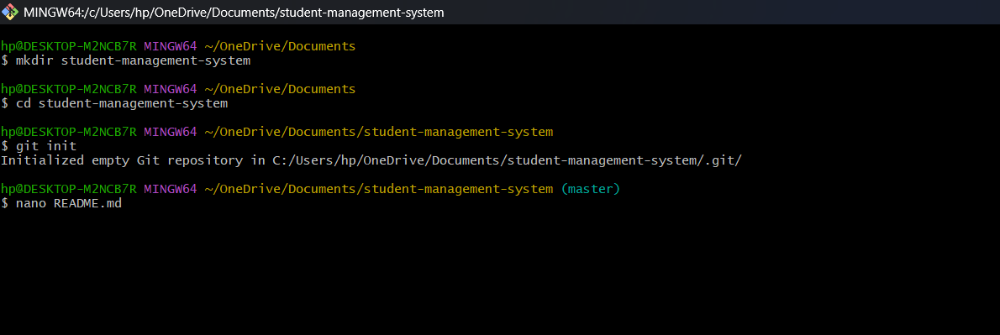 MINGW64:/c/Users/hp/OneDrive/Documents/student-management-system
hp@DESKTOP-M2NCB7R MINGW64 ~/OneDrive/Documents
$ mkdir student-management-system
hp@DESKTOP-M2NCB7R MINGW64 ~/OneDrive/Documents
$ cd student-management-system
hp@DESKTOP-M2NCB7R MINGW64 ~/OneDrive/Documents/student-management-system
$ git init
Initialized empty Git repository in C:/Users/hp/OneDrive/Documents/student-management-system/.git/
hp@DESKTOP-M2NCB7R MINGW64 ~/OneDrive/Documents/student-management-system (master)
$ nano README.md